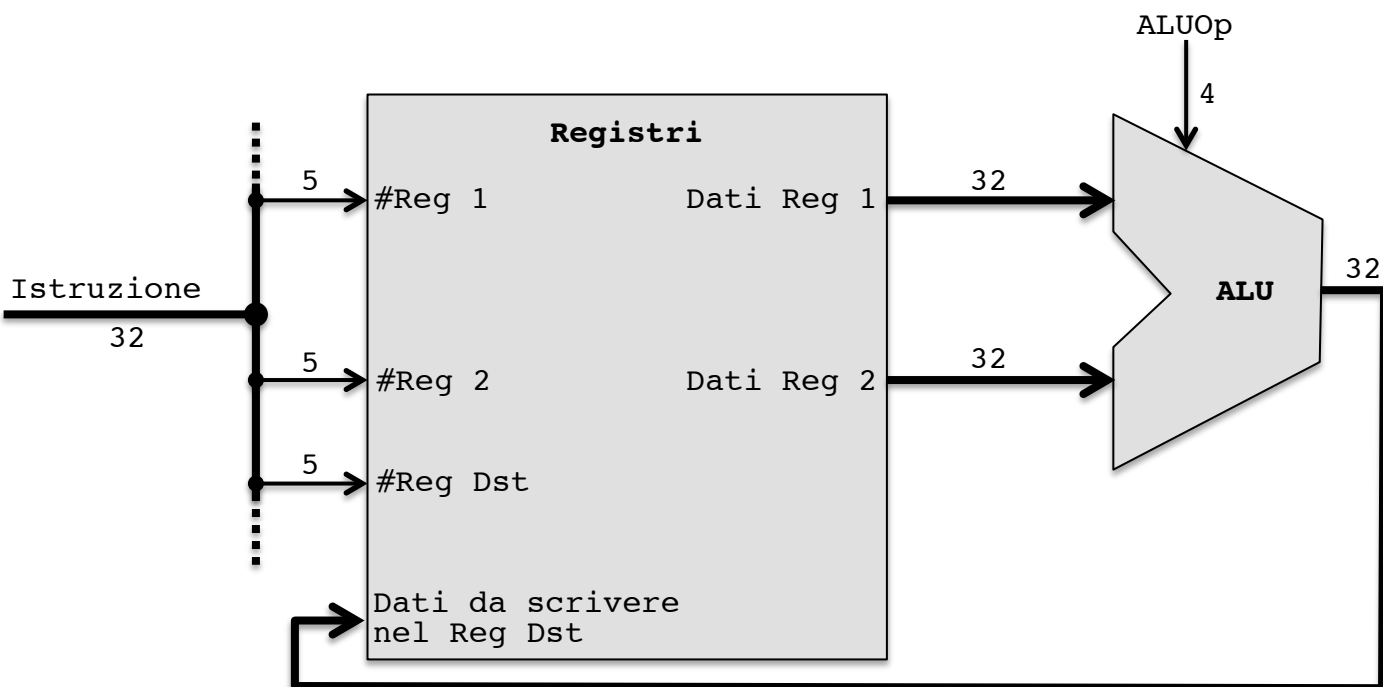 ALUOp
4
Registri
5
#Reg 1
Dati Reg 1
32
Istruzione
32
ALU
32
5
#Reg 2
Dati Reg 2
32
5
#Reg Dst
Dati da scrivere
nel Reg Dst